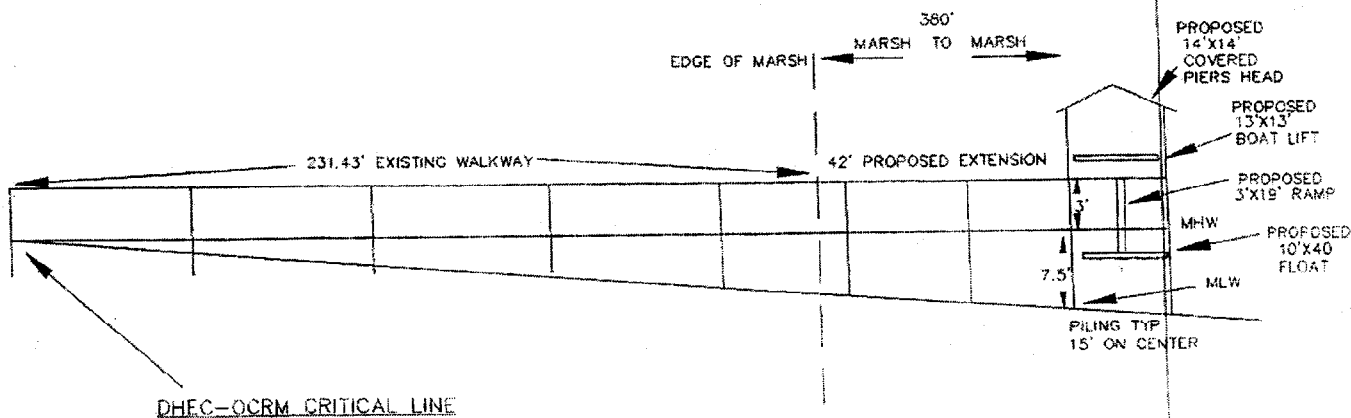 380'
MARSH TO MARSH
EDGE OF MARSH
PROPOSED
14'X14'
COVERED
PIERS HEAD
PROPOSED
13'X13'
BOAT LIFT
231.43' EXISTING WALKWAY
42' PROPOSED EXTENSION
PROPOSED
3'X19' RAMP
3'
MHW
PROPOSED
10'X40
FLOAT
7.5'
MLW
PILING TYP
15' ON CENTER
DHEC-OCRM CRITICAL LINE